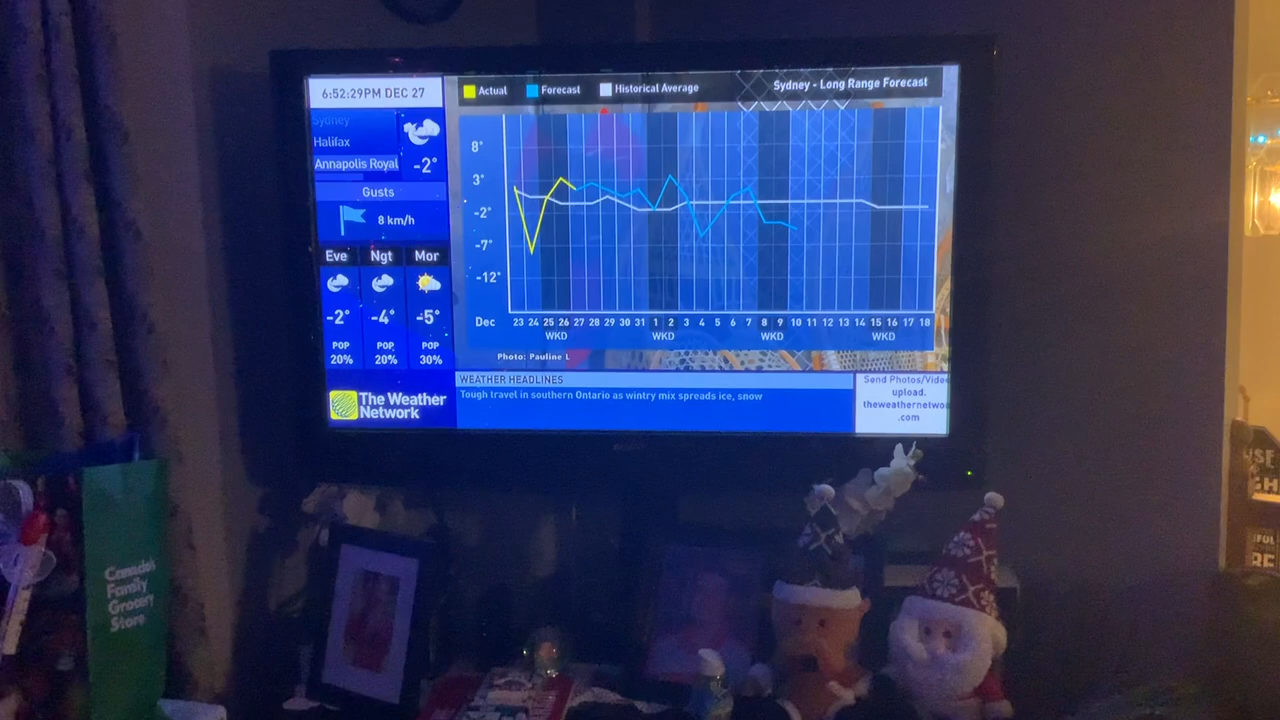 6:52:29PM DEC 27
Sydney
Halifax
Annapolis Royal
-2°
Gusts
8 km/h
Eve Ngt Mor
-2° -4° -5°
POP POP POP
20% 20% 30%
The Weather
Network
Actual Forecast Historical Average
Sydney - Long Range Forecast
8°
3°
-2°
-7°
-12°
Dec 23 24 25 26 27 28 29 30 31 1 2 3 4 5 6 7 8 9 10 11 12 13 14 15 16 17 18
WKD WKD WKD WKD
Photo: Pauline L
WEATHER HEADLINES
Tough travel in southern Ontario as wintry mix spreads ice, snow
Send Photos/Video
upload.
theweathernetwo
.com
Canada's
Family
Grocery
Store